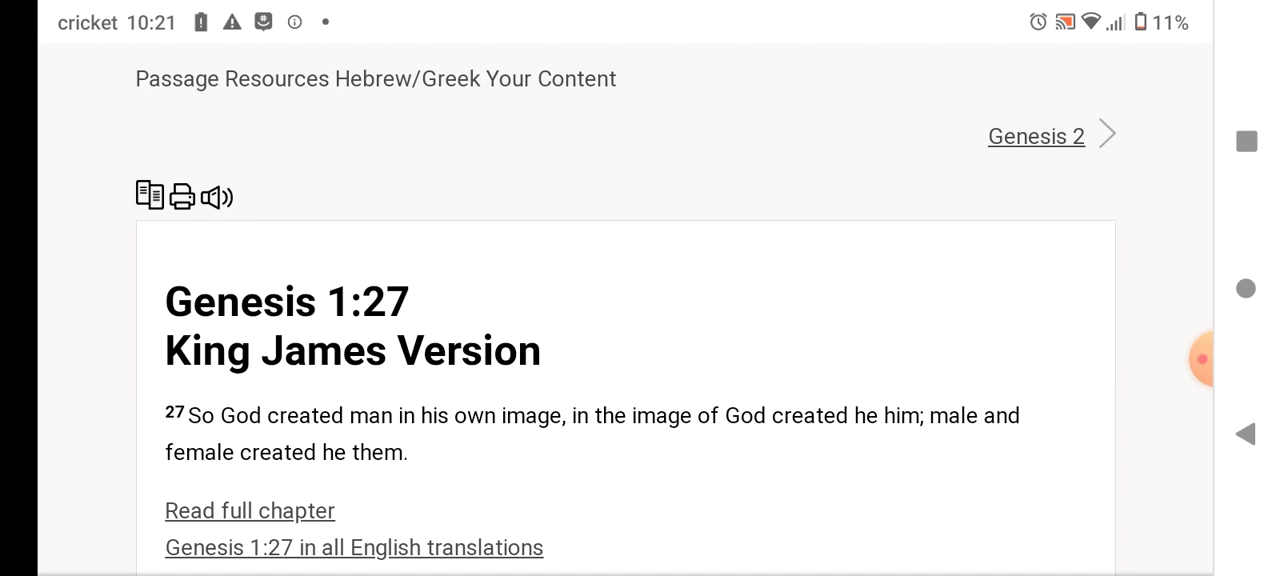 cricket 10:21 11%
Passage Resources Hebrew/Greek Your Content
Genesis 2
Genesis 1:27
King James Version
27 So God created man in his own image, in the image of God created he him; male and
female created he them.
Read full chapter
Genesis 1:27 in all English translations